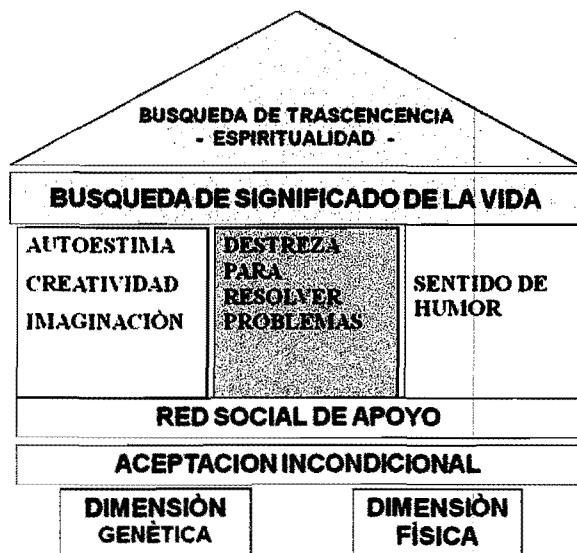 BUSQUEDA DE TRASCENCENCIA
- ESPIRITUALIDAD -
BUSQUEDA DE SIGNIFICADO DE LA VIDA
AUTOESTIMA
CREATIVIDAD
IMAGINACIÒN
DESTREZA
PARA
RESOLVER
PROBLEMAS
SENTIDO DE
HUMOR
RED SOCIAL DE APOYO
ACEPTACION INCONDICIONAL
DIMENSIÒN
GENÈTICA
DIMENSIÒN
FÌSICA